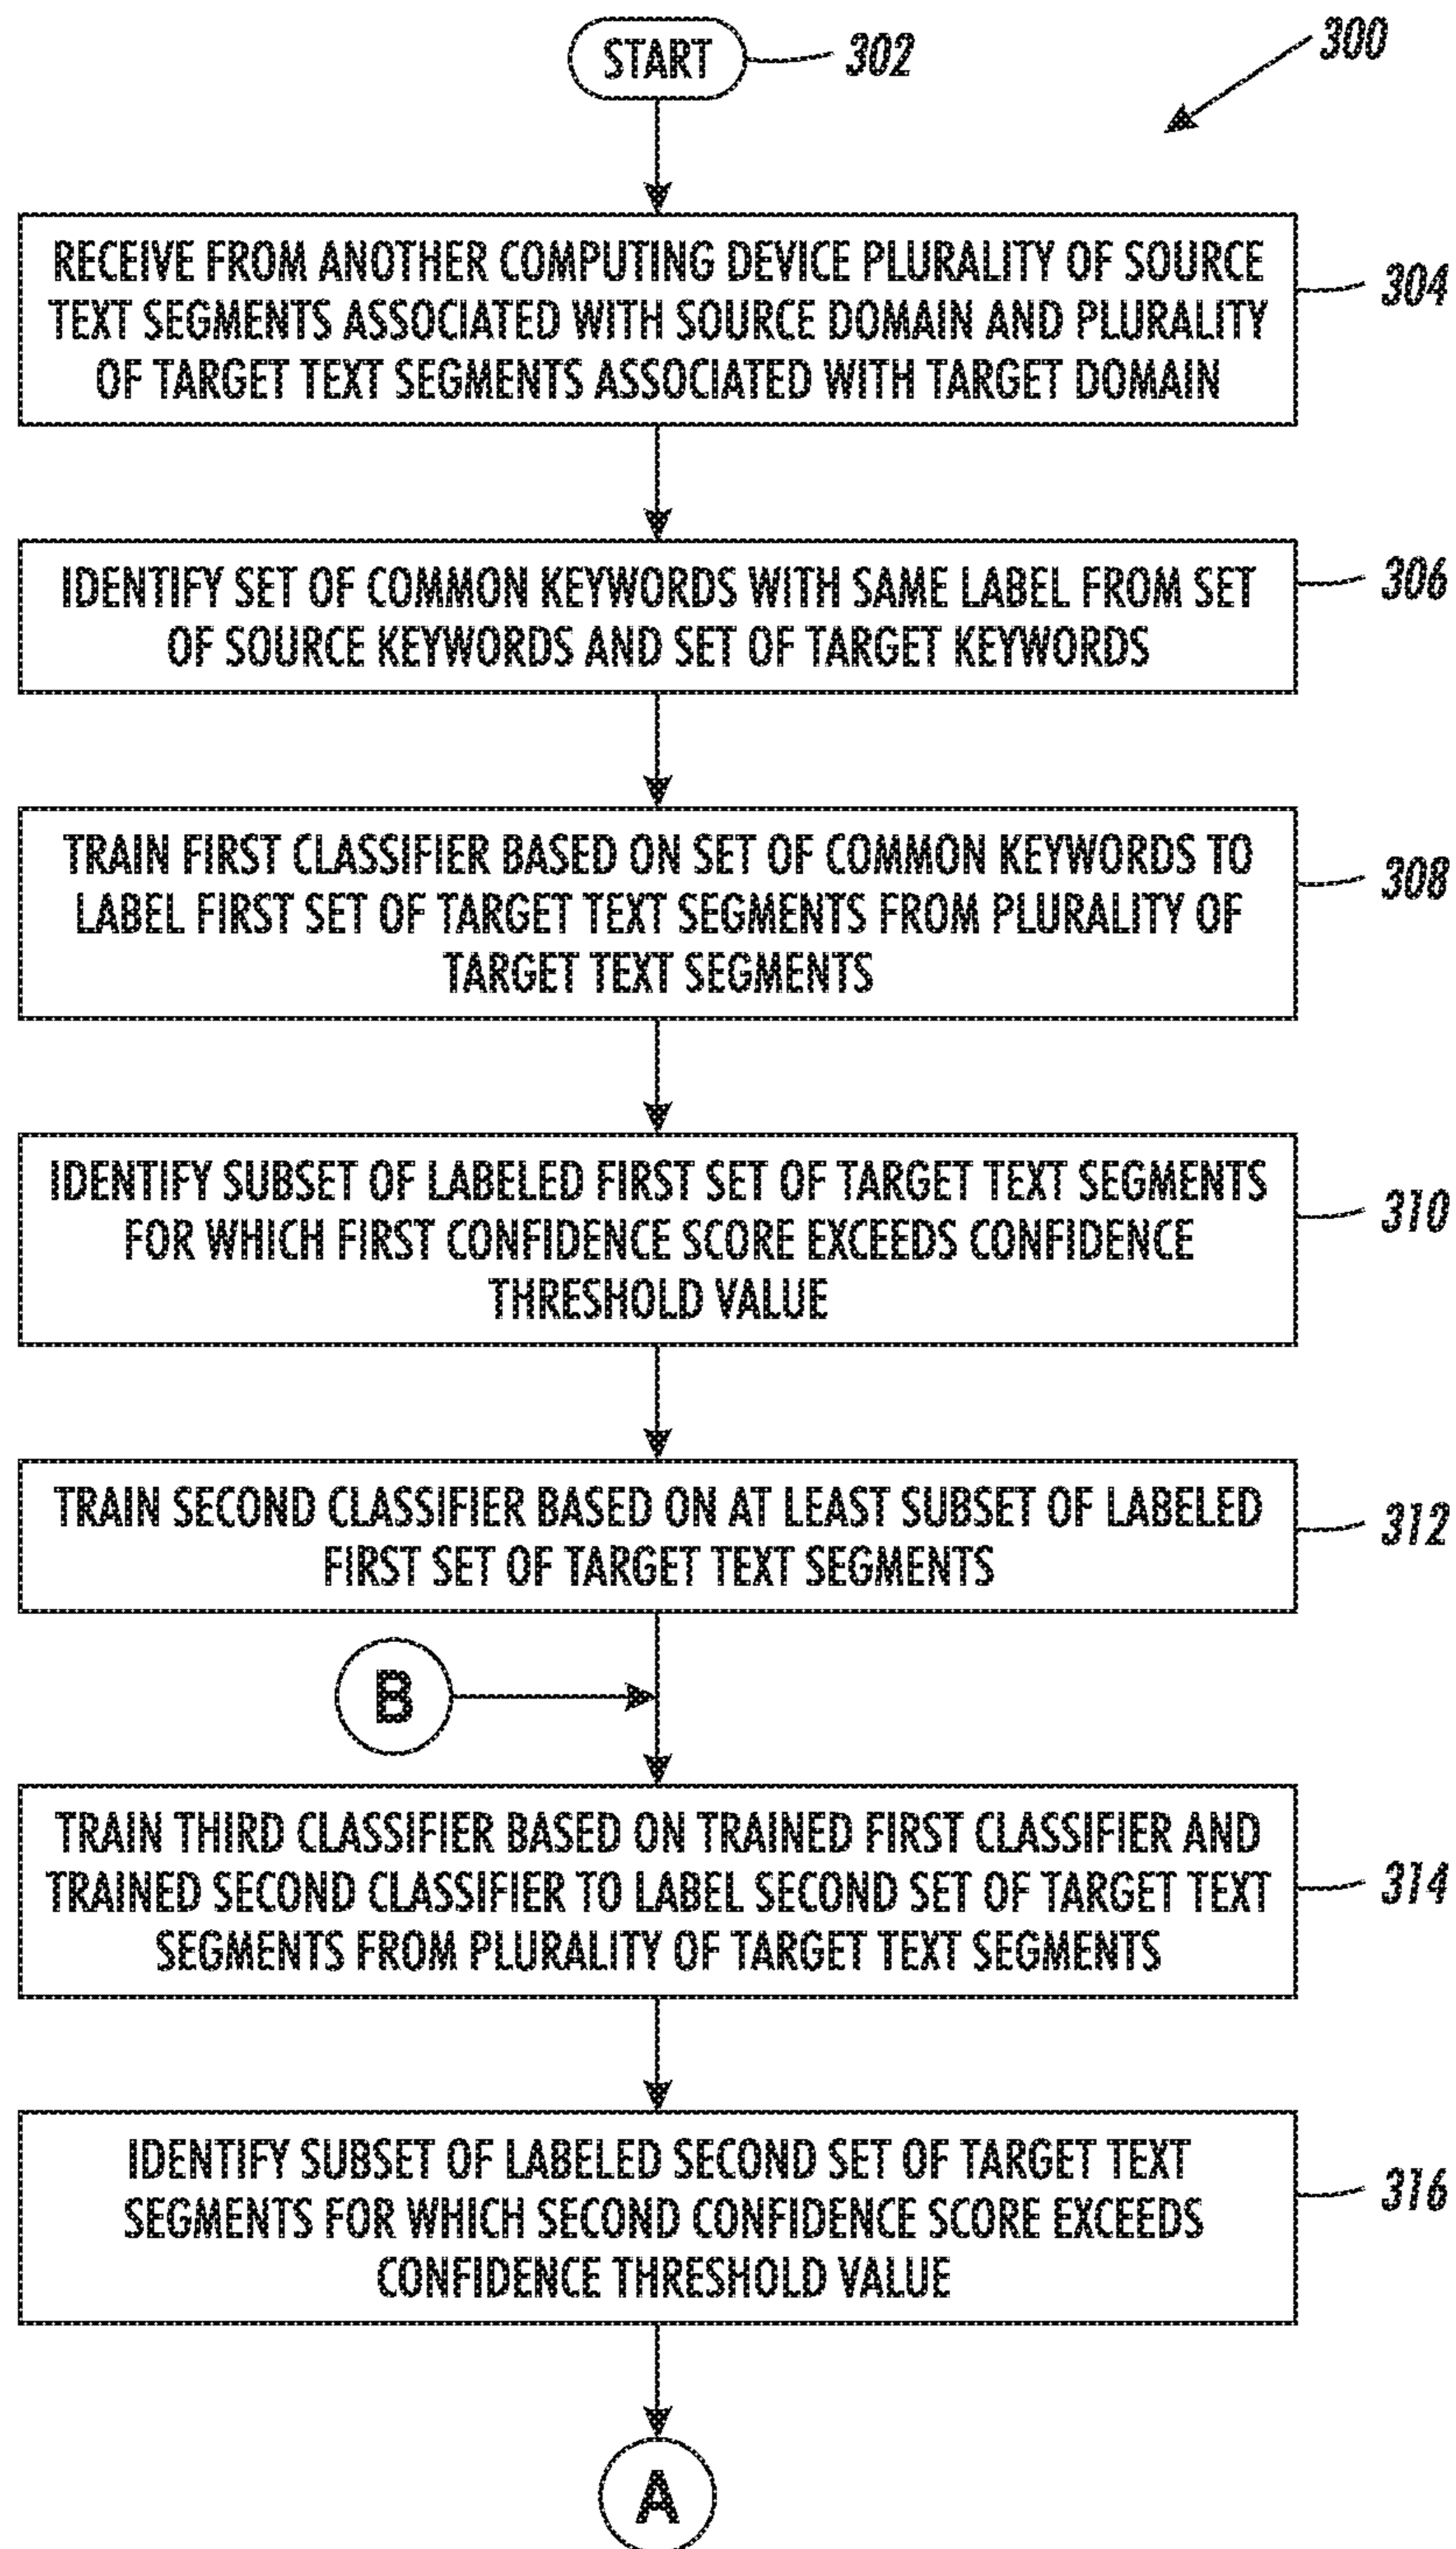 START
302
300
RECEIVE FROM ANOTHER COMPUTING DEVICE PLURALITY OF SOURCE
TEXT SEGMENTS ASSOCIATED WITH SOURCE DOMAIN AND PLURALITY
OF TARGET TEXT SEGMENTS ASSOCIATED WITH TARGET DOMAIN
304
IDENTIFY SET OF COMMON KEYWORDS WITH SAME LABEL FROM SET
OF SOURCE KEYWORDS AND SET OF TARGET KEYWORDS
306
TRAIN FIRST CLASSIFIER BASED ON SET OF COMMON KEYWORDS TO
LABEL FIRST SET OF TARGET TEXT SEGMENTS FROM PLURALITY OF
TARGET TEXT SEGMENTS
308
IDENTIFY SUBSET OF LABELED FIRST SET OF TARGET TEXT SEGMENTS
FOR WHICH FIRST CONFIDENCE SCORE EXCEEDS CONFIDENCE
THRESHOLD VALUE
310
TRAIN SECOND CLASSIFIER BASED ON AT LEAST SUBSET OF LABELED
FIRST SET OF TARGET TEXT SEGMENTS
312
B
TRAIN THIRD CLASSIFIER BASED ON TRAINED FIRST CLASSIFIER AND
TRAINED SECOND CLASSIFIER TO LABEL SECOND SET OF TARGET TEXT
SEGMENTS FROM PLURALITY OF TARGET TEXT SEGMENTS
314
IDENTIFY SUBSET OF LABELED SECOND SET OF TARGET TEXT
SEGMENTS FOR WHICH SECOND CONFIDENCE SCORE EXCEEDS
CONFIDENCE THRESHOLD VALUE
316
A